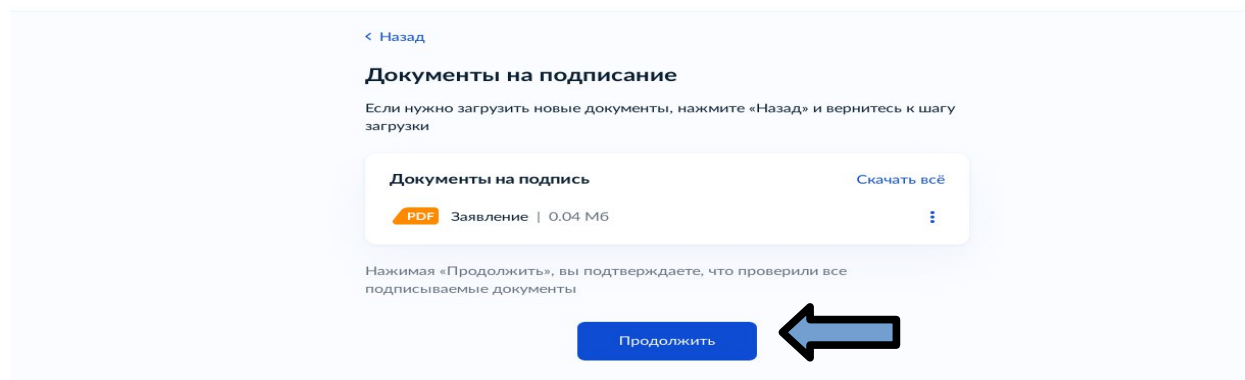 < Назад
Документы на подписание
Если нужно загрузить новые документы, нажмите «Назад» и вернитесь к шагу
загрузки
Документы на подпись Скачать всё
PDF Заявление | 0.04 Мб
Нажимая «Продолжить», вы подтверждаете, что проверили все
подписываемые документы
Продолжить